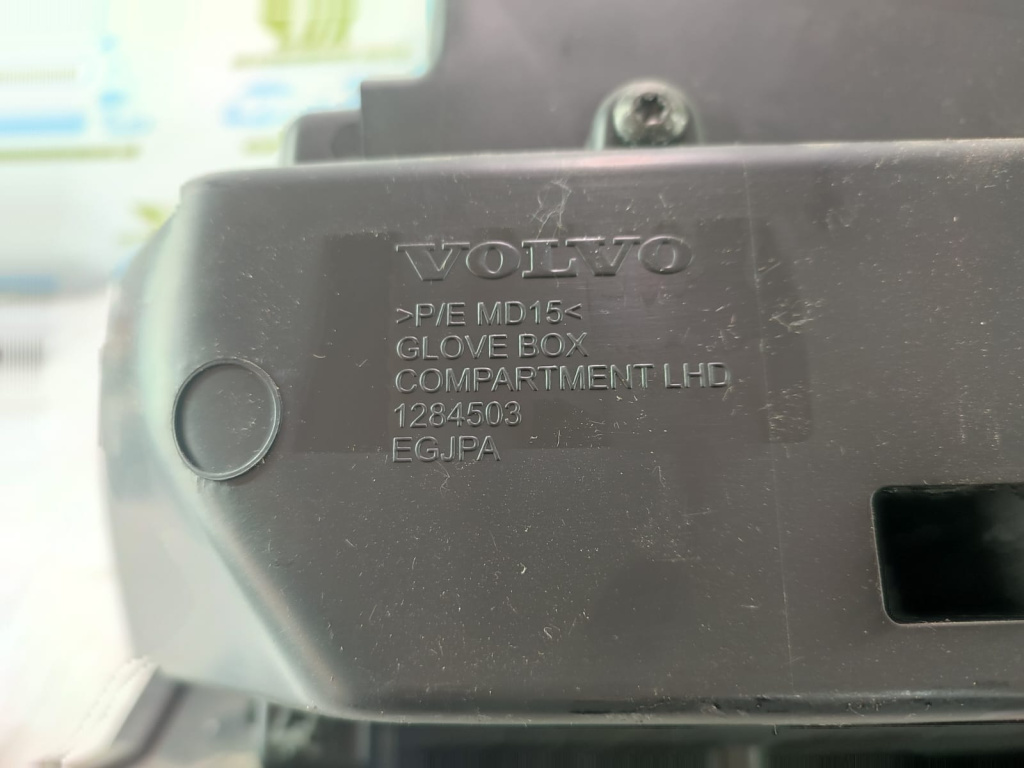 VOLVO
>P/E MD15<
GLOVE BOX
COMPARTMENT LHD
1284503
EGJPA